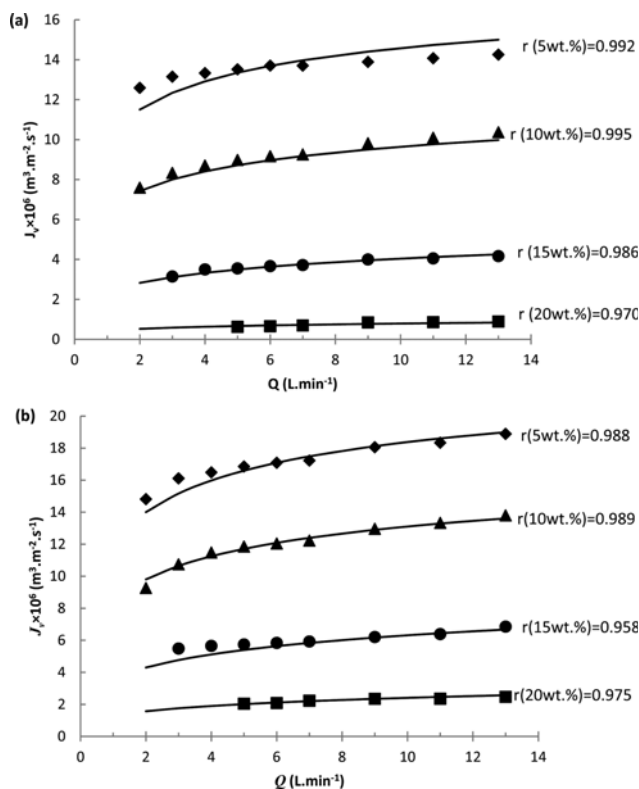 (a)
16
14
12
10
8
6
4
2
0
Jv×10⁶ (m³.m⁻².s⁻¹)
r (5wt.%)=0.992
r (10wt.%)=0.995
r (15wt.%)=0.986
r (20wt.%)=0.970
0 2 4 6 8 10 12 14
Q (L.min⁻¹)
(b)
20
18
16
14
12
10
8
6
4
2
0
Jv×10⁶ (m³.m⁻².s⁻¹)
r(5wt.%)=0.988
r(10wt.%)=0.989
r(15wt.%)=0.958
r(20wt.%)=0.975
0 2 4 6 8 10 12 14
Q (L.min⁻¹)